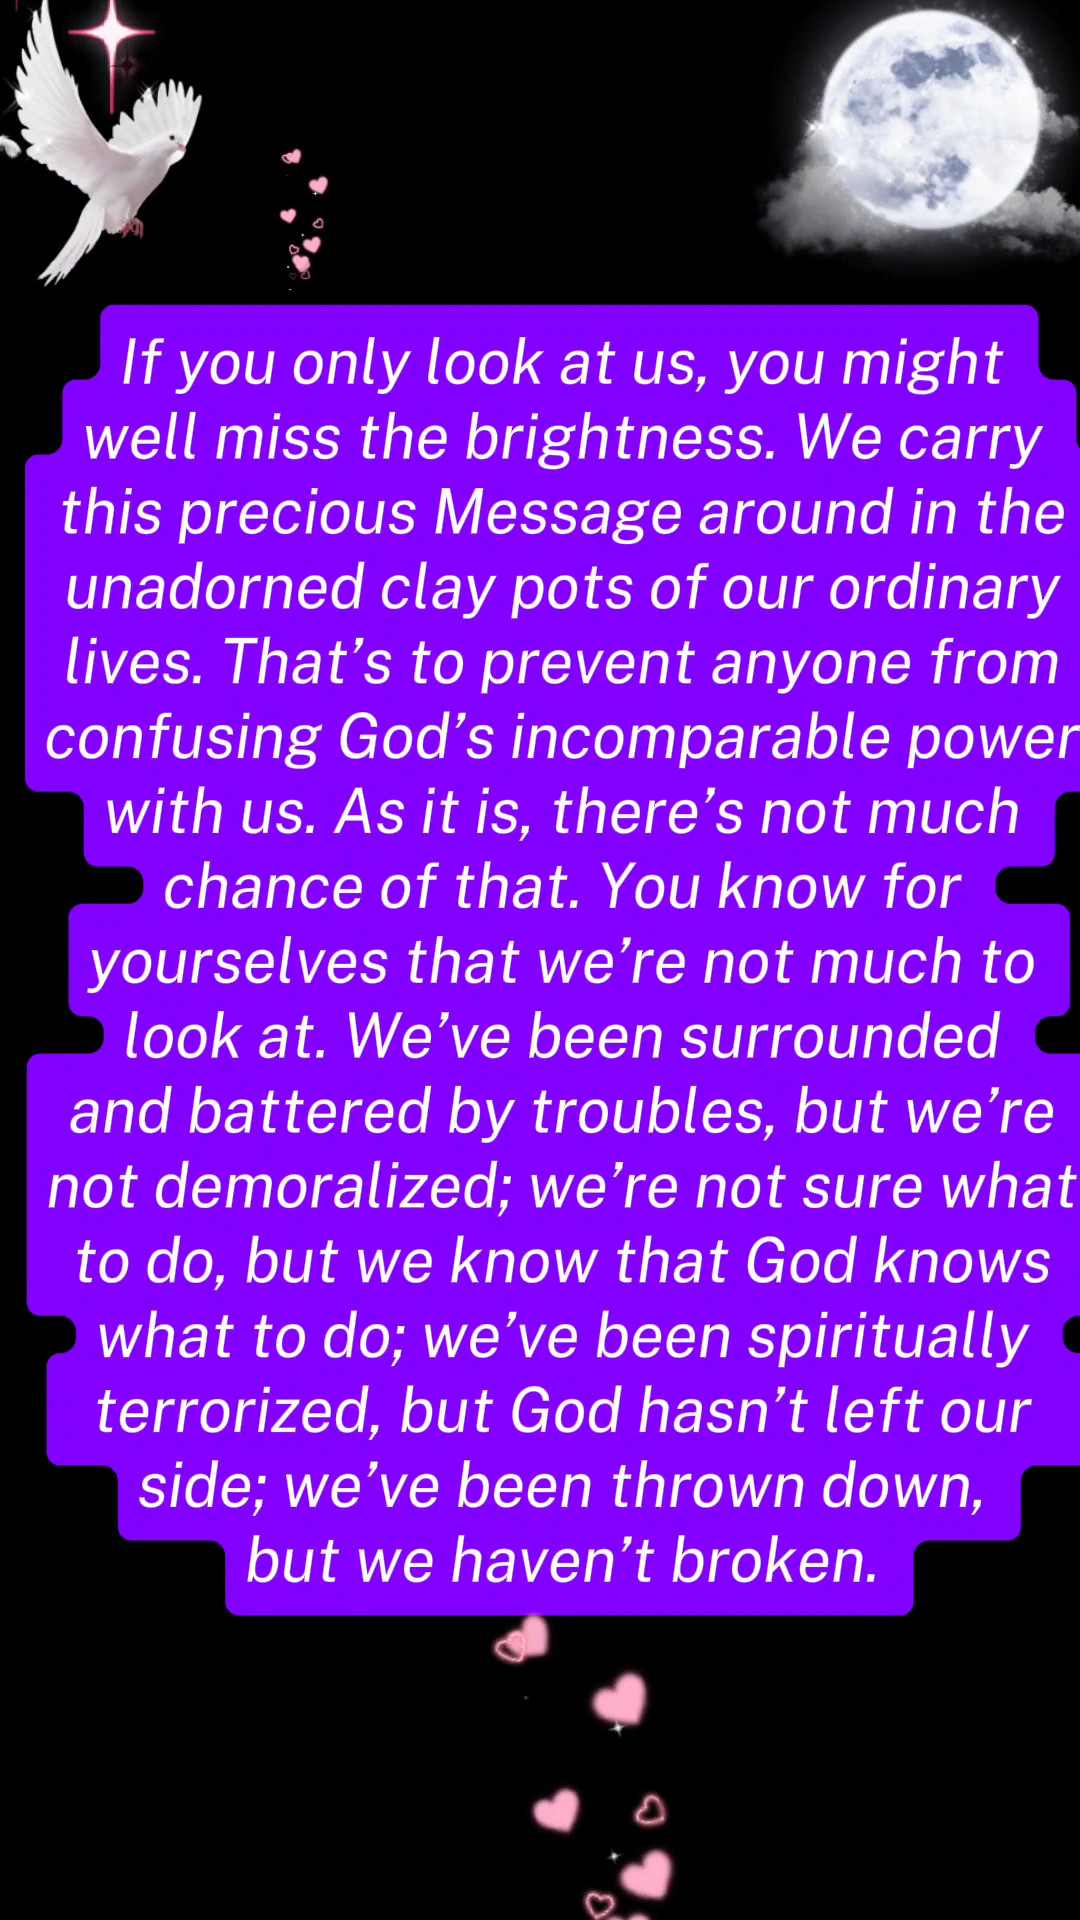 If you only look at us, you might
well miss the brightness. We carry
this precious Message around in the
unadorned clay pots of our ordinary
lives. That’s to prevent anyone from
confusing God’s incomparable power
with us. As it is, there’s not much
chance of that. You know for
yourselves that we’re not much to
look at. We’ve been surrounded
and battered by troubles, but we’re
not demoralized; we’re not sure what
to do, but we know that God knows
what to do; we’ve been spiritually
terrorized, but God hasn’t left our
side; we’ve been thrown down,
but we haven’t broken.